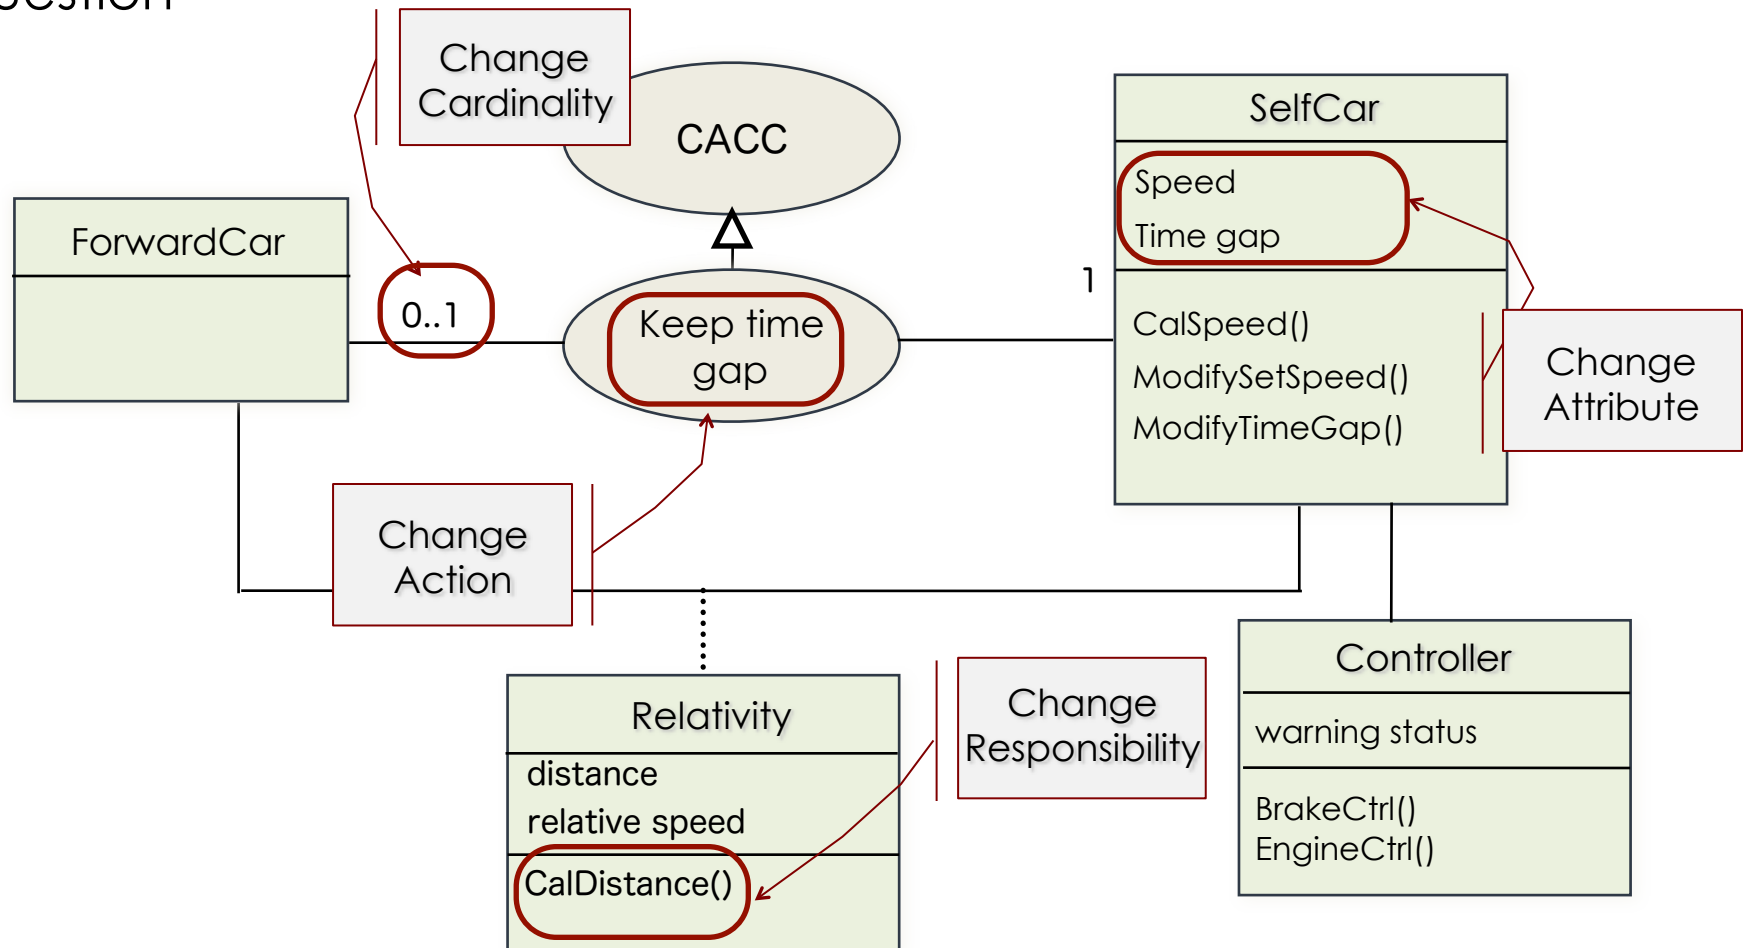 Change
Cardinality
CACC
SelfCar
Speed
Time gap
ForwardCar
0..1
Keep time
gap
1
CalSpeed()
ModifySetSpeed()
ModifyTimeGap()
Change
Attribute
Change
Action
Relativity
distance
relative speed
CalDistance()
Change
Responsibility
Controller
warning status
BrakeCtrl()
EngineCtrl()